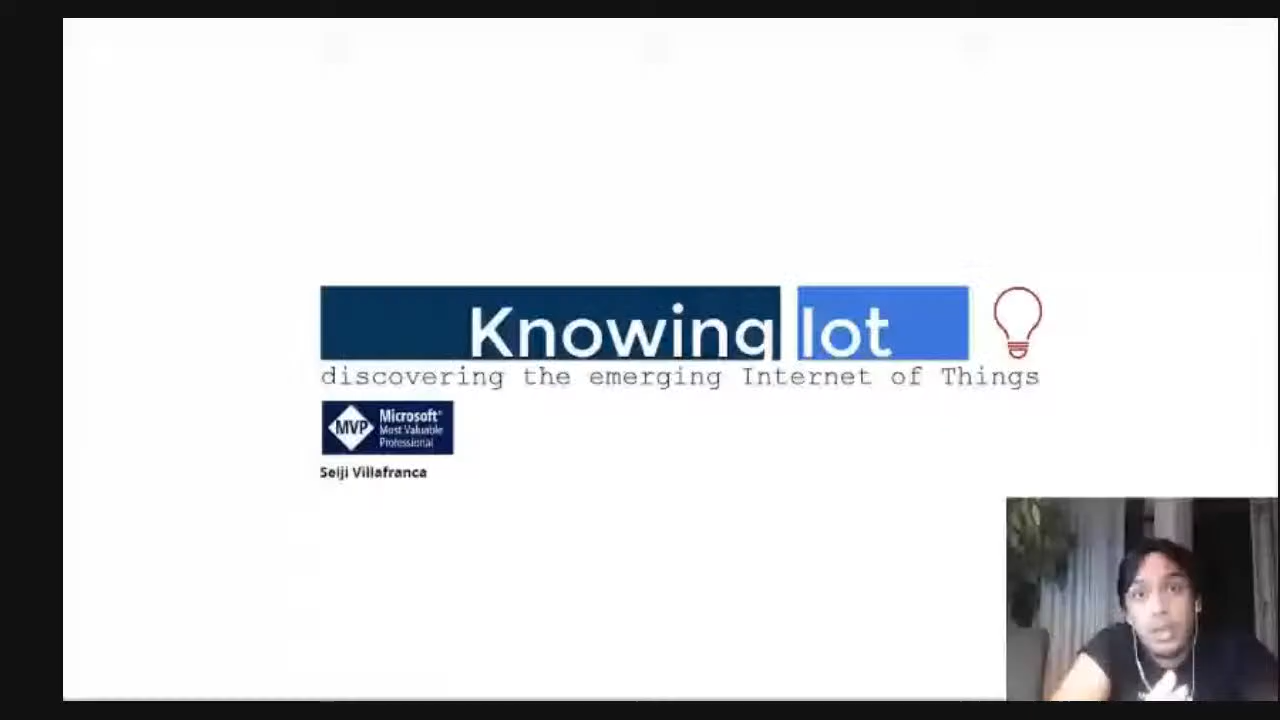 Knowing Iot
discovering the emerging Internet of Things
MVP
Microsoft®
Most Valuable
Professional
Seiji Villafranca